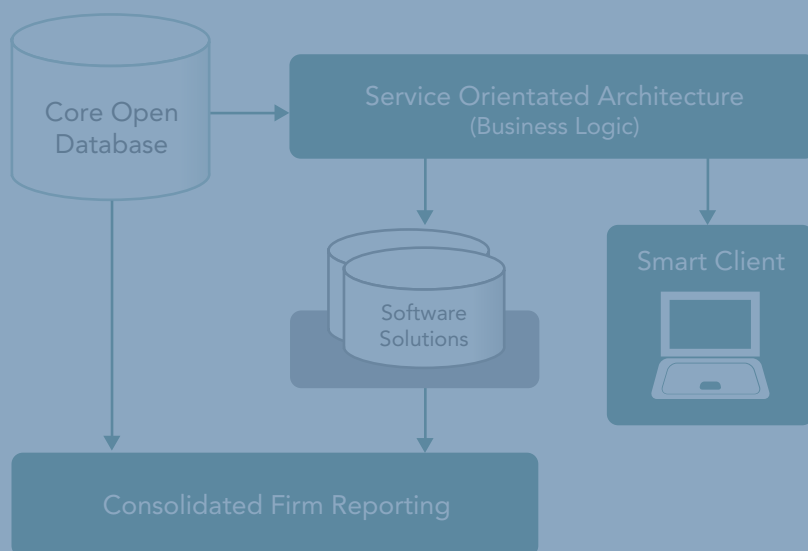 Core Open
Database
Service Orientated Architecture
(Business Logic)
Software
Solutions
Smart Client
Consolidated Firm Reporting